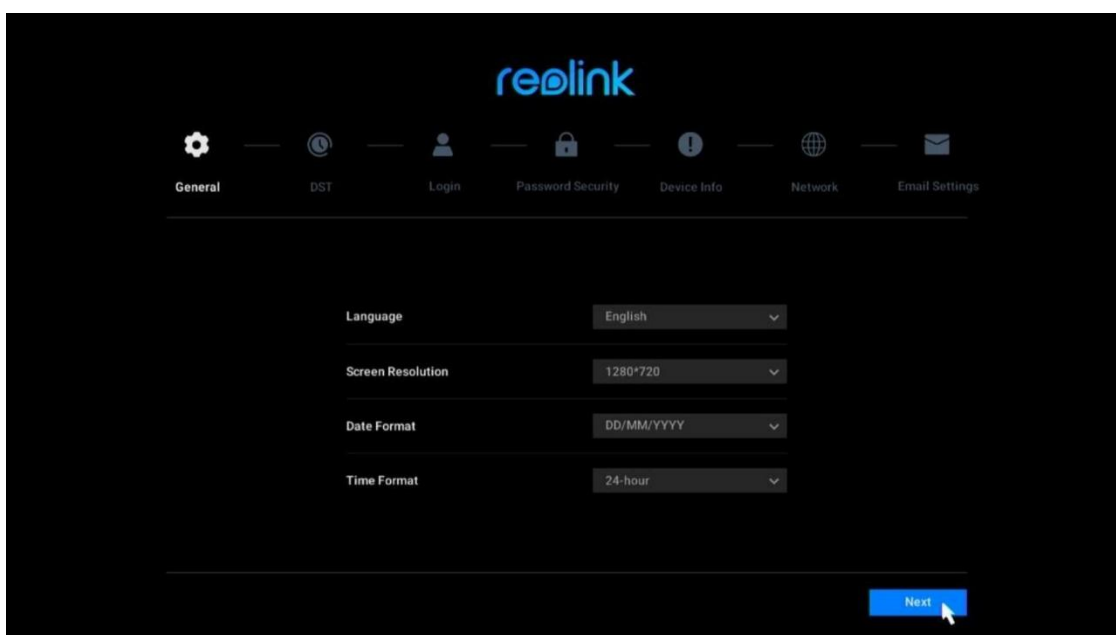 reolink
General DST Login Password Security Device Info Network Email Settings
Language English
Screen Resolution 1280*720
Date Format DD/MM/YYYY
Time Format 24-hour
Next